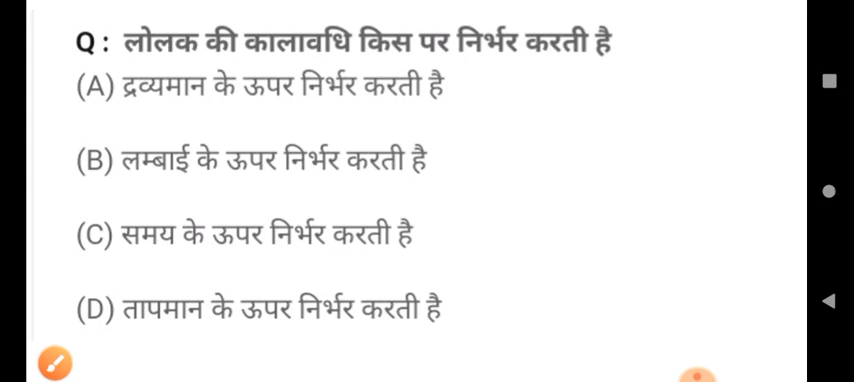 Q : लोलक की कालावधि किस पर निर्भर करती है
(A) द्रव्यमान के ऊपर निर्भर करती है
(B) लम्बाई के ऊपर निर्भर करती है
(C) समय के ऊपर निर्भर करती है
(D) तापमान के ऊपर निर्भर करती है